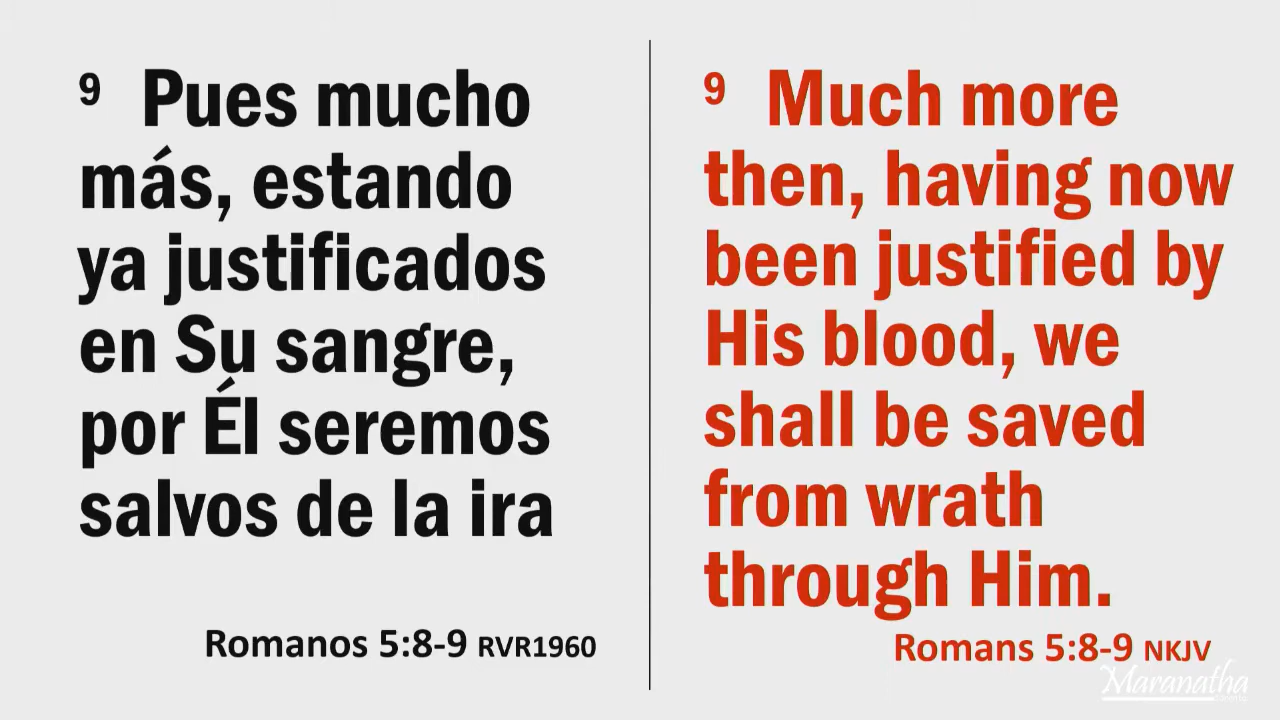 9 Pues mucho
más, estando
ya justificados
en Su sangre,
por Él seremos
salvos de la ira
Romanos 5:8-9 RVR1960
9 Much more
then, having now
been justified by
His blood, we
shall be saved
from wrath
through Him.
Romans 5:8-9 NKJV
Maranatha